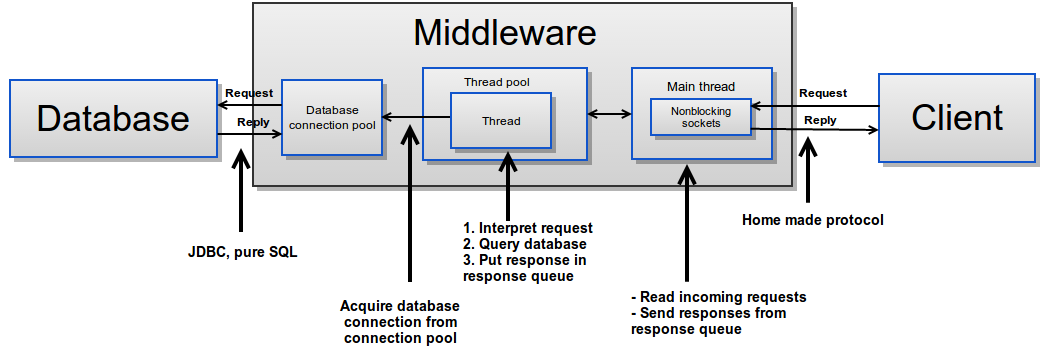 Middleware
Database
Request
Reply
Database
connection pool
Thread pool
Thread
Main thread
Nonblocking
sockets
Request
Reply
Client
JDBC, pure SQL
Acquire database
connection from
connection pool
1. Interpret request
2. Query database
3. Put response in
response queue
- Read incoming requests
- Send responses from
response queue
Home made protocol